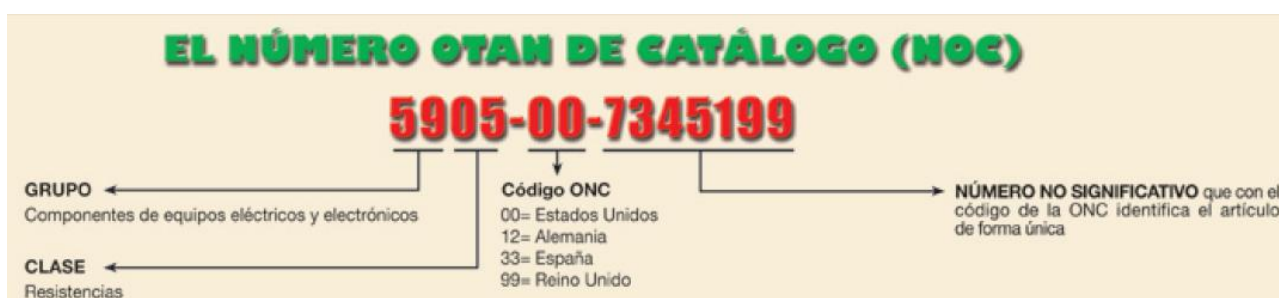 EL NÚMERO OTAN DE CATÁLOGO (NOC)
5905-00-7345199
GRUPO
Componentes de equipos eléctricos y electrónicos
CLASE
Resistencias
Código ONC
00= Estados Unidos
12= Alemania
33= España
99= Reino Unido
NÚMERO NO SIGNIFICATIVO que con el
código de la ONC identifica el artículo
de forma única